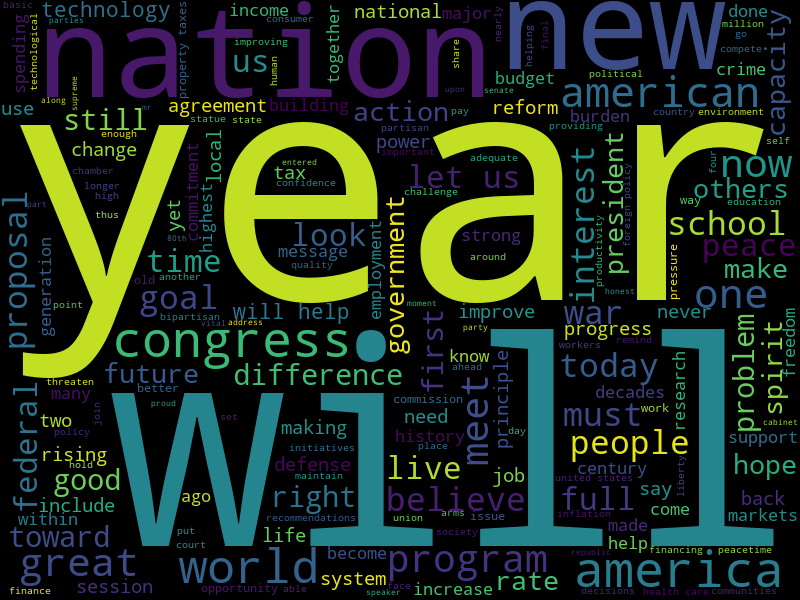 basic
technology
income
national
major
nearly
done
million
go
compete
new
nation
spending
technological
parties
property taxes
consumer
improving
us
human
together
share
helping
final
political
budget
crime
capacity
use
along
supreme
mr
agreement
building
action
upon
senate
pay
reform
american
burden
country
environment
still
enough
statue
state
local
partisan
power
providing
self
change
commitment
entered
tax
confidence
important
adequate
let us
challenge
four
interest
president
foreign policy
now
others
way
education
chamber
longer
high
thus
part
yet
highest
80th
year
look
message
quality
strong
around
productivity
school
peace
pressure
make
honest
proposal
generation
time
old
another
goal
employment
government
one
point
bipartisan
will help
vital
address
moment
improve
war
never
congress
first
party
progress
workers
remind
freedom
threaten
future
difference
better
know
ahead
today
decades
problem
spirit
federal
many
join
proud
set
commission
need
meet
principle
must
work
research
cabinet
two
policy
making
initiatives
history
place
day
people
support
rising
hold
defense
maintain
live
job
century
united states
liberty
hope
good
ago
right
believe
full
say
back
include
recommendations
union
arms
issue
inflation
come
markets
within
put
court
life
society
made
will
toward
become
help
financing
peacetime
great
world
system
program
republic
america
session
opportunity
able
face
increase
rate
finance
speaker
decisions
health care
communities